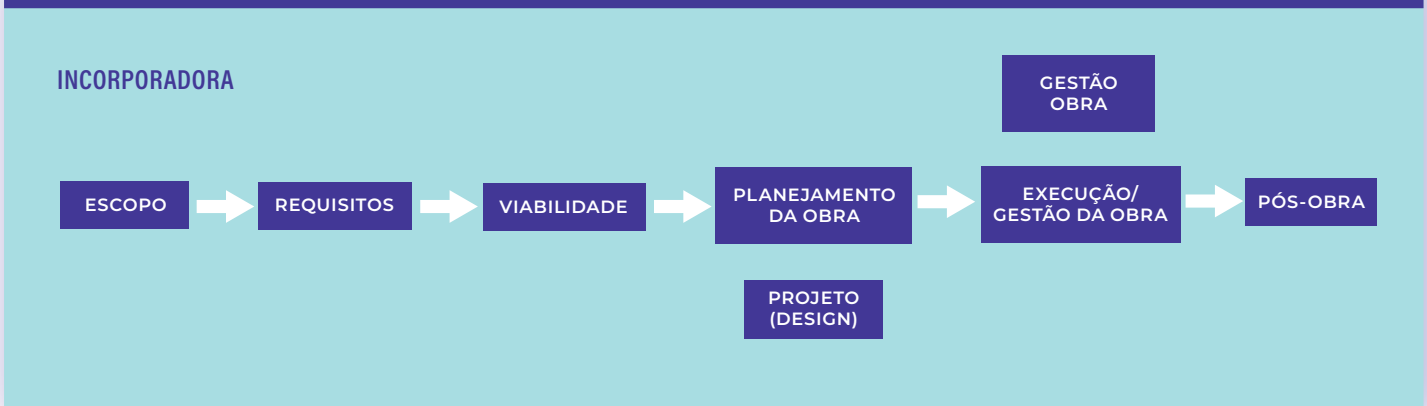 INCORPORADORA
GESTÃO
OBRA
ESCOPO
REQUISITOS
VIABILIDADE
PLANEJAMENTO
DA OBRA
EXECUÇÃO/
GESTÃO DA OBRA
PÓS-OBRA
PROJETO
(DESIGN)